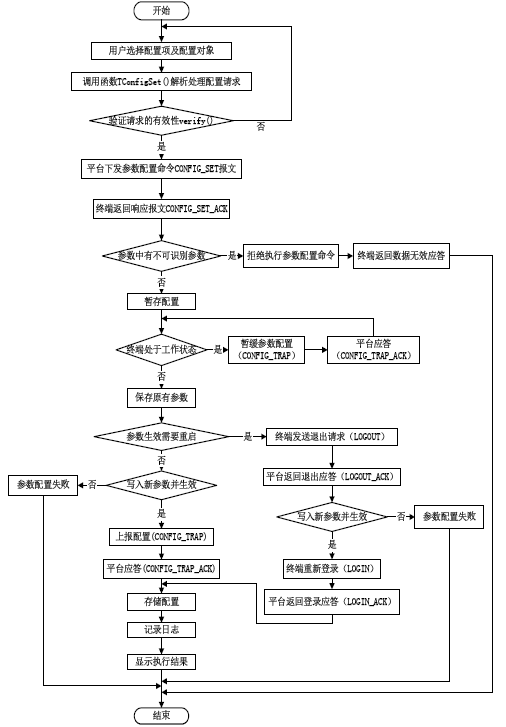 开始
用户选择配置项及配置对象
调用函数TConfigSet()解析处理配置请求
验证请求的有效性verify()
否
是
平台下发参数配置命令CONFIG_SET报文
终端返回响应报文CONFIG_SET_ACK
参数中有不可识别参数
是
拒绝执行参数配置命令
终端返回数据无效应答
否
暂存配置
终端处于工作状态
是
暂缓参数配置
(CONFIG_TRAP)
平台应答
(CONFIG_TRAP_ACK)
否
保存原有参数
参数生效需要重启
是
终端发送退出请求（LOGOUT）
否
平台返回退出应答（LOGOUT_ACK）
参数配置失败
否
写入新参数并生效
写入新参数并生效
否
参数配置失败
是
上报配置(CONFIG_TRAP)
是
平台应答(CONFIG_TRAP_ACK)
终端重新登录（LOGIN）
存储配置
平台返回登录应答（LOGIN_ACK）
记录日志
显示执行结果
结束